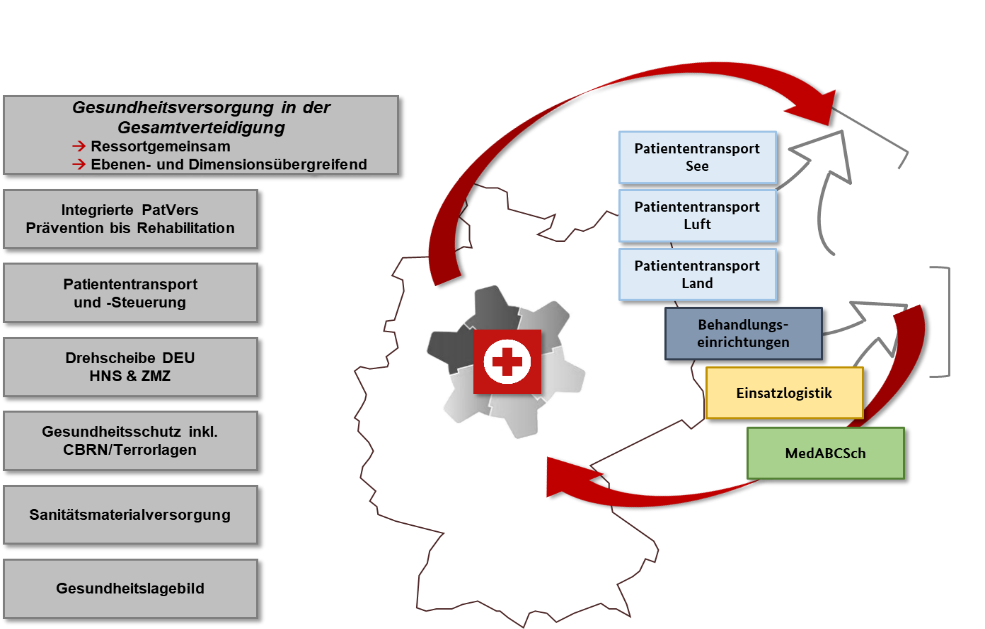 Gesundheitsversorgung in der
Gesamtverteidigung
→ Ressortgemeinsam
→ Ebenen- und Dimensionsübergreifend
Integrierte PatVers
Prävention bis Rehabilitation
Patiententransport
und -Steuerung
Drehscheibe DEU
HNS & ZMZ
Gesundheitsschutz inkl.
CBRN/Terrorlagen
Sanitätsmaterialversorgung
Gesundheitslagebild
Patiententransport
See
Patiententransport
Luft
Patiententransport
Land
Behandlungs-
einrichtungen
Einsatzlogistik
MedABCSch